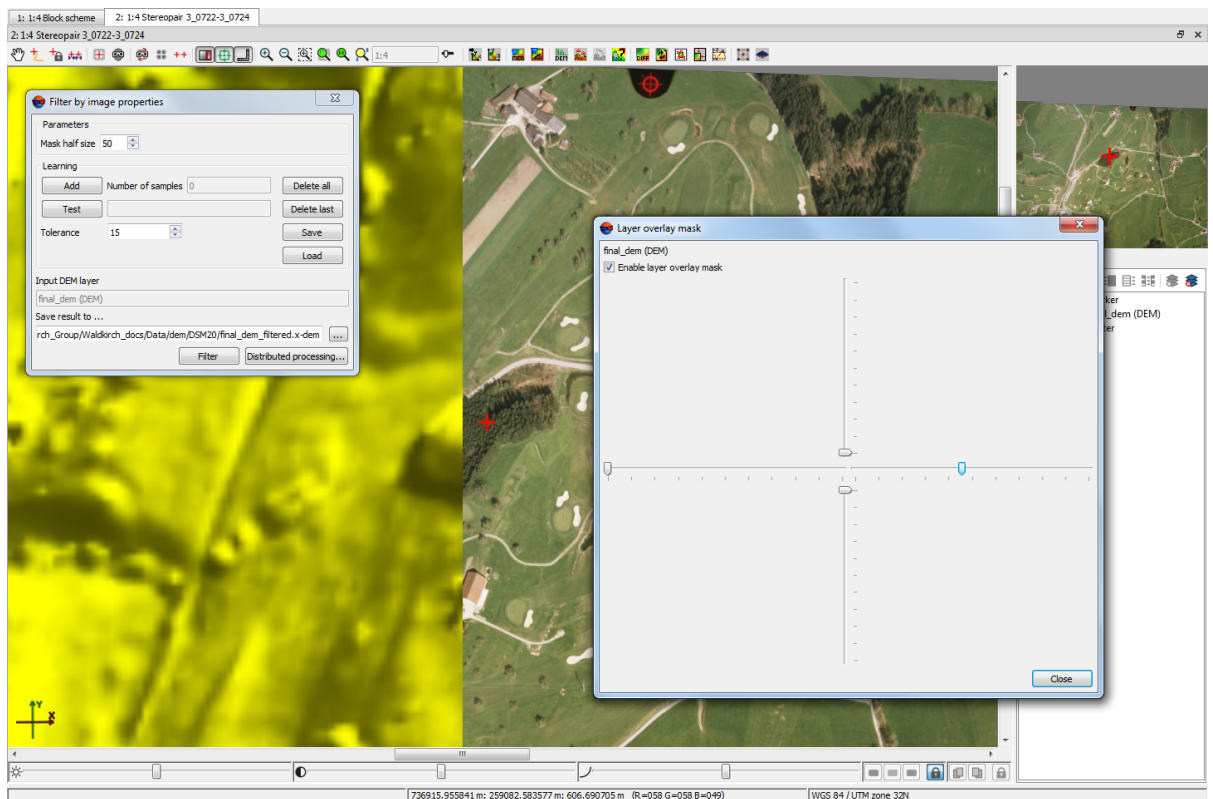 1: 1:4 Block scheme
2: 1:4 Stereopair 3_0722-3_0724
2: 1:4 Stereopair 3_0722-3_0724
1:4
DEM
DIFF
Filter by image properties
Parameters
Mask half size 50
Learning
Add Number of samples 0 Delete all
Test Delete last
Tolerance 15 Save
Load
Input DEM layer
final_dem (DEM)
Save result to ...
rch_Group/Waldkirch_docs/Data/dem/DSM20/final_dem_filtered.x-dem ...
Filter Distributed processing...
Layer overlay mask
final_dem (DEM)
Enable layer overlay mask
Close
ker
l_dem (DEM)
ter
Y
X
736915.955841 m; 259082.583577 m; 606.690705 m (R=058 G=058 B=049)
WGS 84 / UTM zone 32N